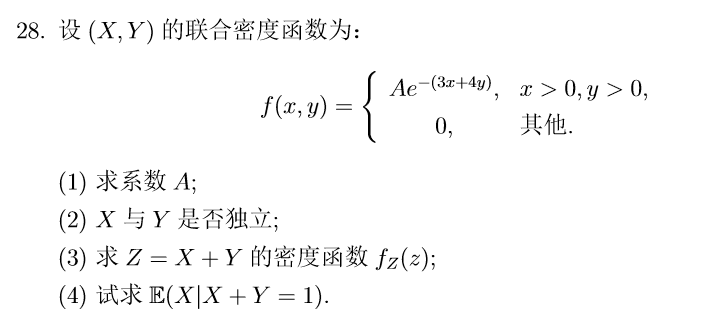 28. 设 (X, Y) 的联合密度函数为:
f(x, y) = { Ae^{-(3x+4y)}, x > 0, y > 0,
0, 其他.
(1) 求系数 A;
(2) X 与 Y 是否独立;
(3) 求 Z = X + Y 的密度函数 f_Z(z);
(4) 试求 𝔼(X|X + Y = 1).